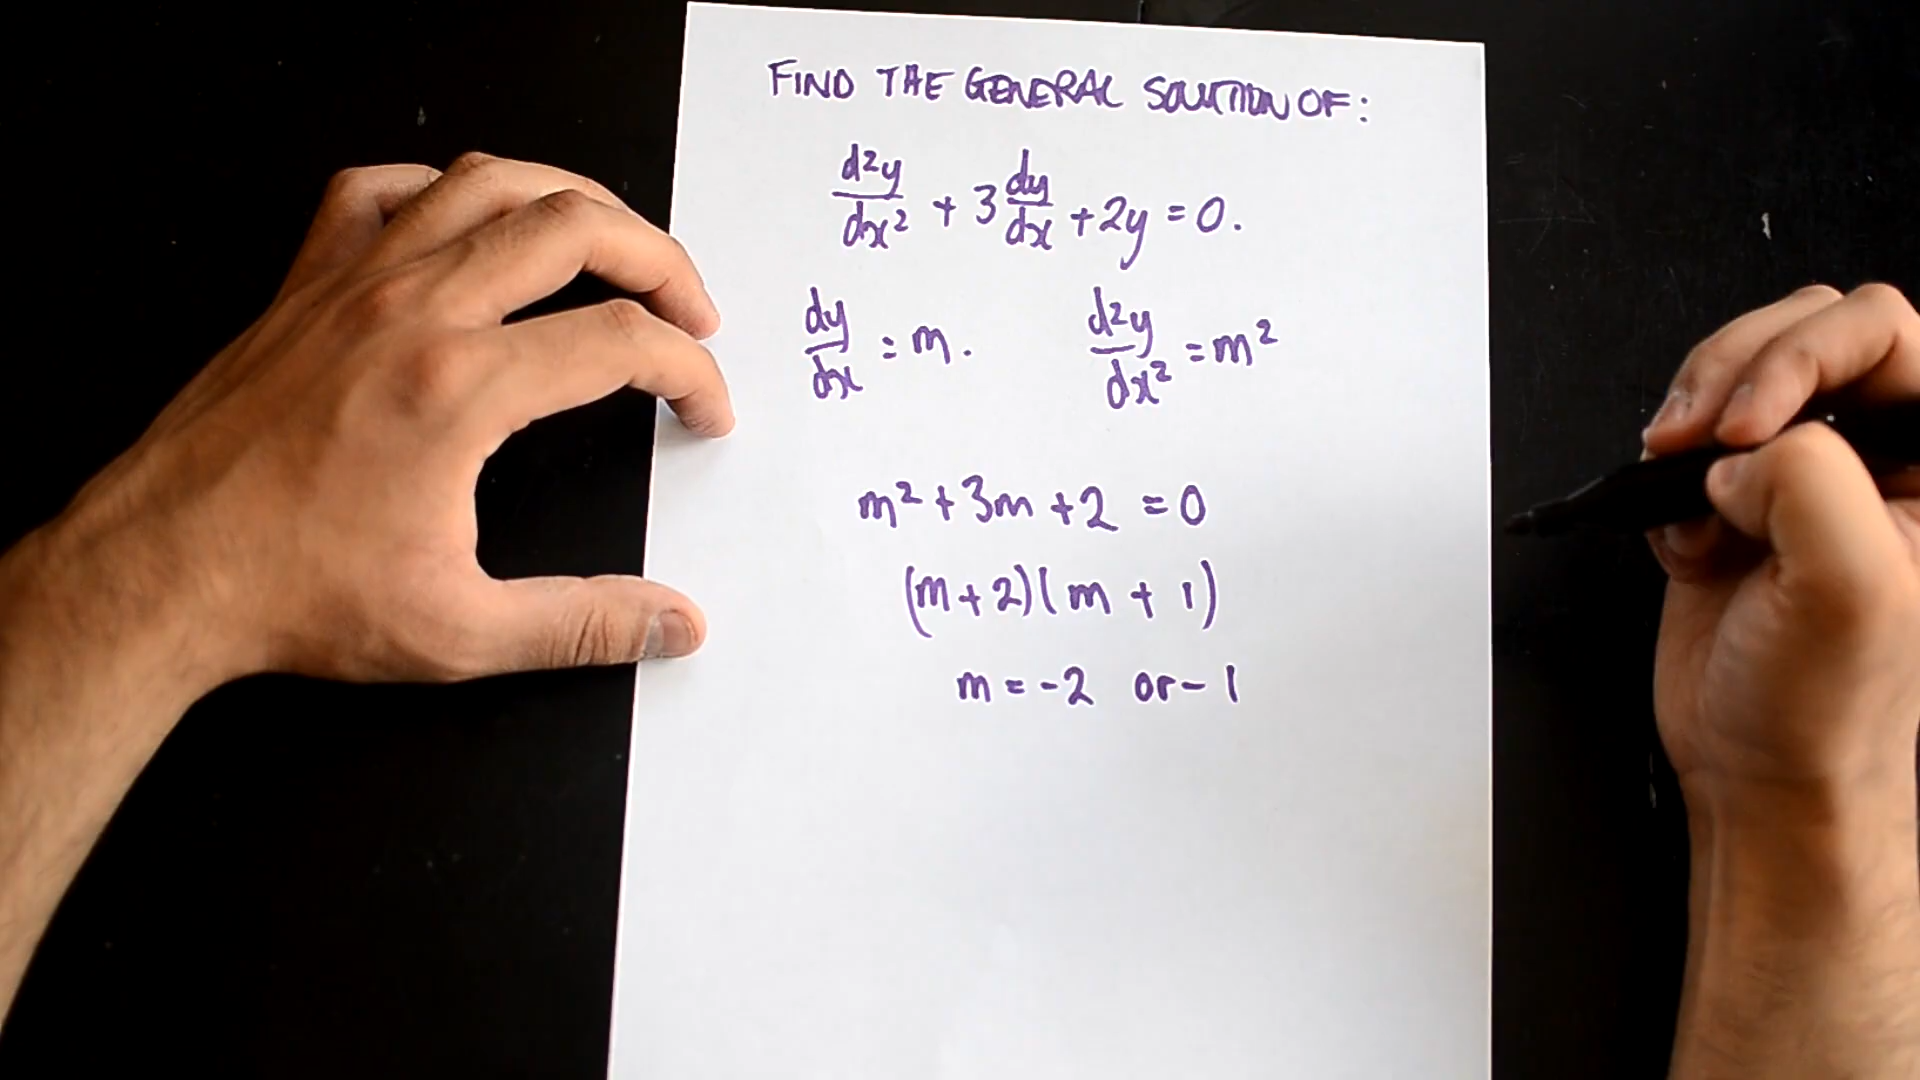 FIND THE GENERAL SOLUTION OF:
d²y/dx² + 3 dy/dx + 2y = 0.
dy/dx = m. d²y/dx² = m²
m² + 3m + 2 = 0
(m + 2)(m + 1)
m = -2 or - 1